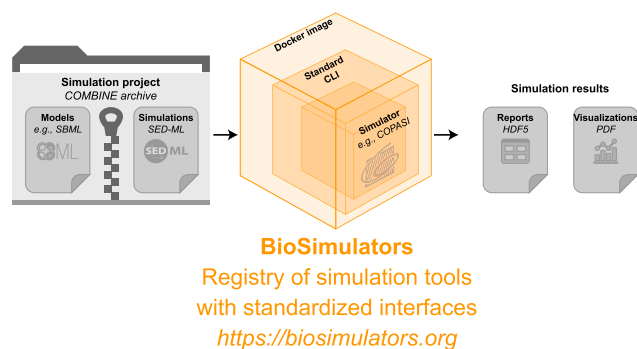 Simulation project
COMBINE archive
Models
e.g., SBML
ML
Simulations
SED-ML
SED ML
Docker image
Standard
CLI
Simulator
e.g., COPASI
Simulation results
Reports
HDF5
Visualizations
PDF
BioSimulators
Registry of simulation tools
with standardized interfaces
https://biosimulators.org